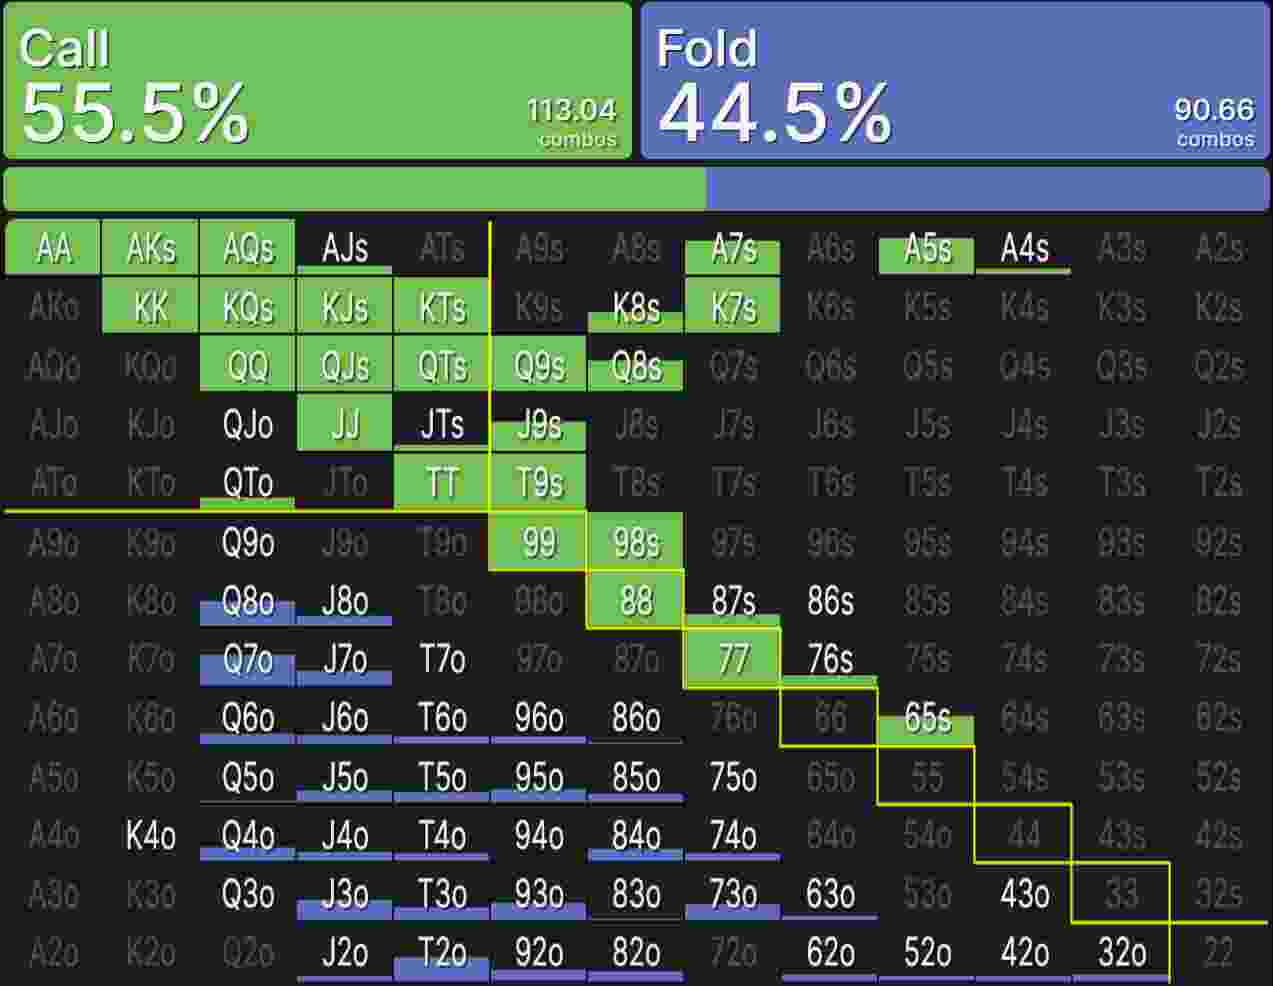 Call
55.5%
113.04
combos
Fold
44.5%
90.66
combos
AA AKs AQs AJs ATs A9s A8s A7s A6s A5s A4s A3s A2s
AKo KK KQs KJs KTs K9s K8s K7s K6s K5s K4s K3s K2s
AQo KQo QQ QJs QTs Q9s Q8s Q7s Q6s Q5s Q4s Q3s Q2s
AJo KJo QJo JJ JTs J9s J8s J7s J6s J5s J4s J3s J2s
ATo KTo QTo JTo TT T9s T8s T7s T6s T5s T4s T3s T2s
A9o K9o Q9o J9o T9o 99 98s 97s 96s 95s 94s 93s 92s
A8o K8o Q8o J8o T8o 98o 88 87s 86s 85s 84s 83s 82s
A7o K7o Q7o J7o T7o 97o 87o 77 76s 75s 74s 73s 72s
A6o K6o Q6o J6o T6o 96o 86o 76o 66 65s 64s 63s 62s
A5o K5o Q5o J5o T5o 95o 85o 75o 65o 55 54s 53s 52s
A4o K4o Q4o J4o T4o 94o 84o 74o 64o 54o 44 43s 42s
A3o K3o Q3o J3o T3o 93o 83o 73o 63o 53o 43o 33 32s
A2o K2o Q2o J2o T2o 92o 82o 72o 62o 52o 42o 32o 22